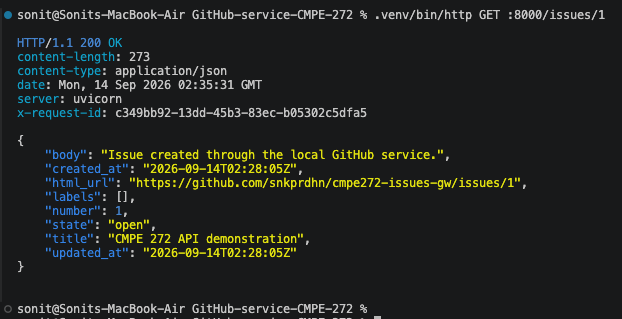 sonit@Sonits-MacBook-Air GitHub-service-CMPE-272 % .venv/bin/http GET :8000/issues/1
HTTP/1.1 200 OK
content-length: 273
content-type: application/json
date: Mon, 14 Sep 2026 02:35:31 GMT
server: uvicorn
x-request-id: c349bb92-13dd-45b3-83ec-b05302c5dfa5
{
    "body": "Issue created through the local GitHub service.",
    "created_at": "2026-09-14T02:28:05Z",
    "html_url": "https://github.com/snkprdhn/cmpe272-issues-gw/issues/1",
    "labels": [],
    "number": 1,
    "state": "open",
    "title": "CMPE 272 API demonstration",
    "updated_at": "2026-09-14T02:28:05Z"
}
sonit@Sonits-MacBook-Air GitHub-service-CMPE-272 %